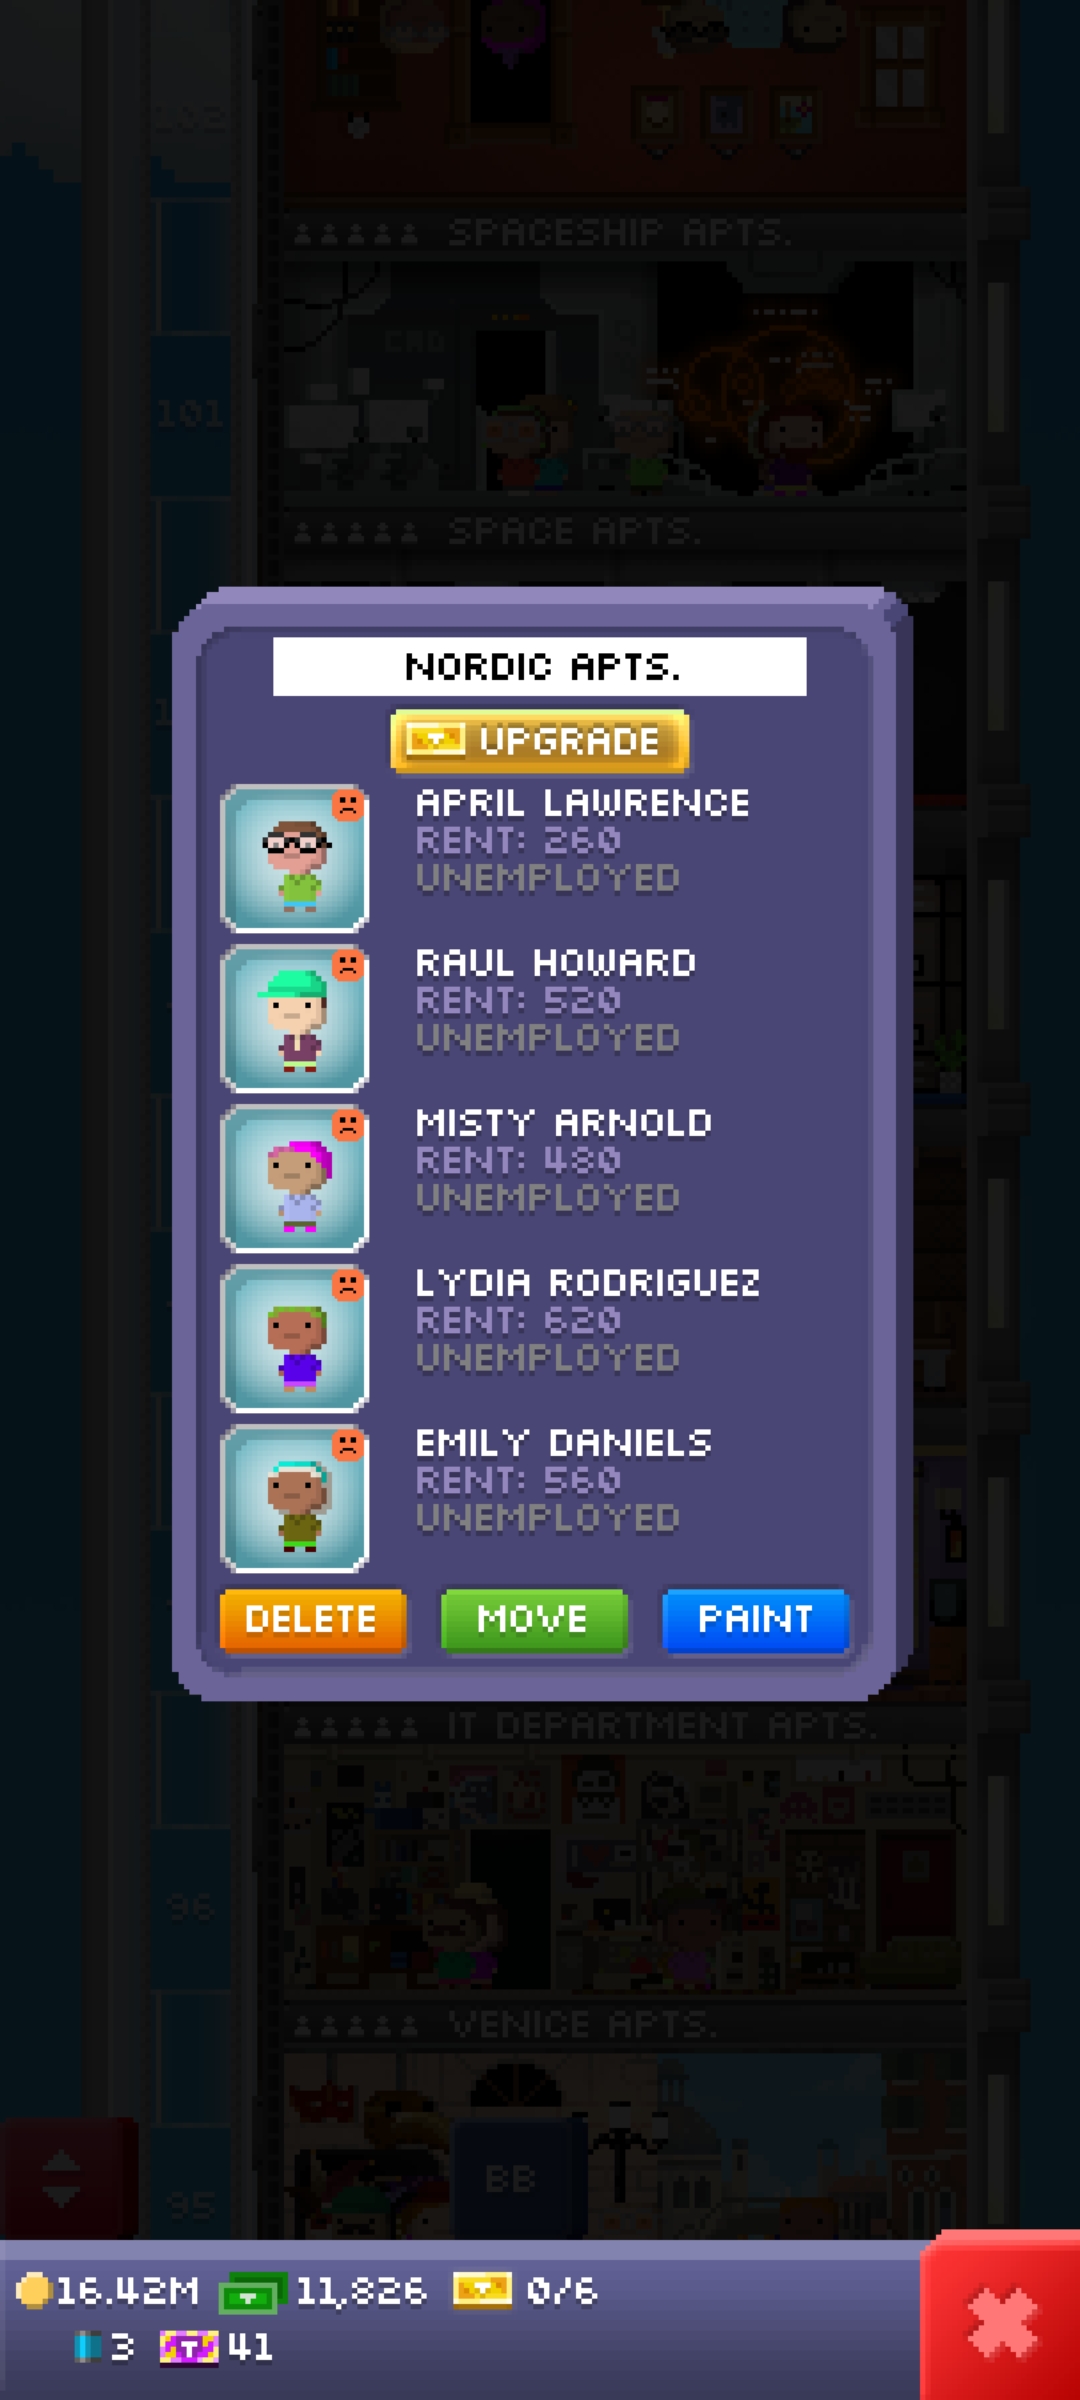 102
SPACESHIP APTS.
CMD
101
SPACE APTS.
NORDIC APTS.
UPGRADE
APRIL LAWRENCE
RENT: 260
UNEMPLOYED
RAUL HOWARD
RENT: 520
UNEMPLOYED
MISTY ARNOLD
RENT: 480
UNEMPLOYED
LYDIA RODRIGUEZ
RENT: 620
UNEMPLOYED
EMILY DANIELS
RENT: 560
UNEMPLOYED
DELETE MOVE PAINT
IT DEPARTMENT APTS.
96
VENICE APTS.
BB
95
16.42M 11,826 0/6
3 41